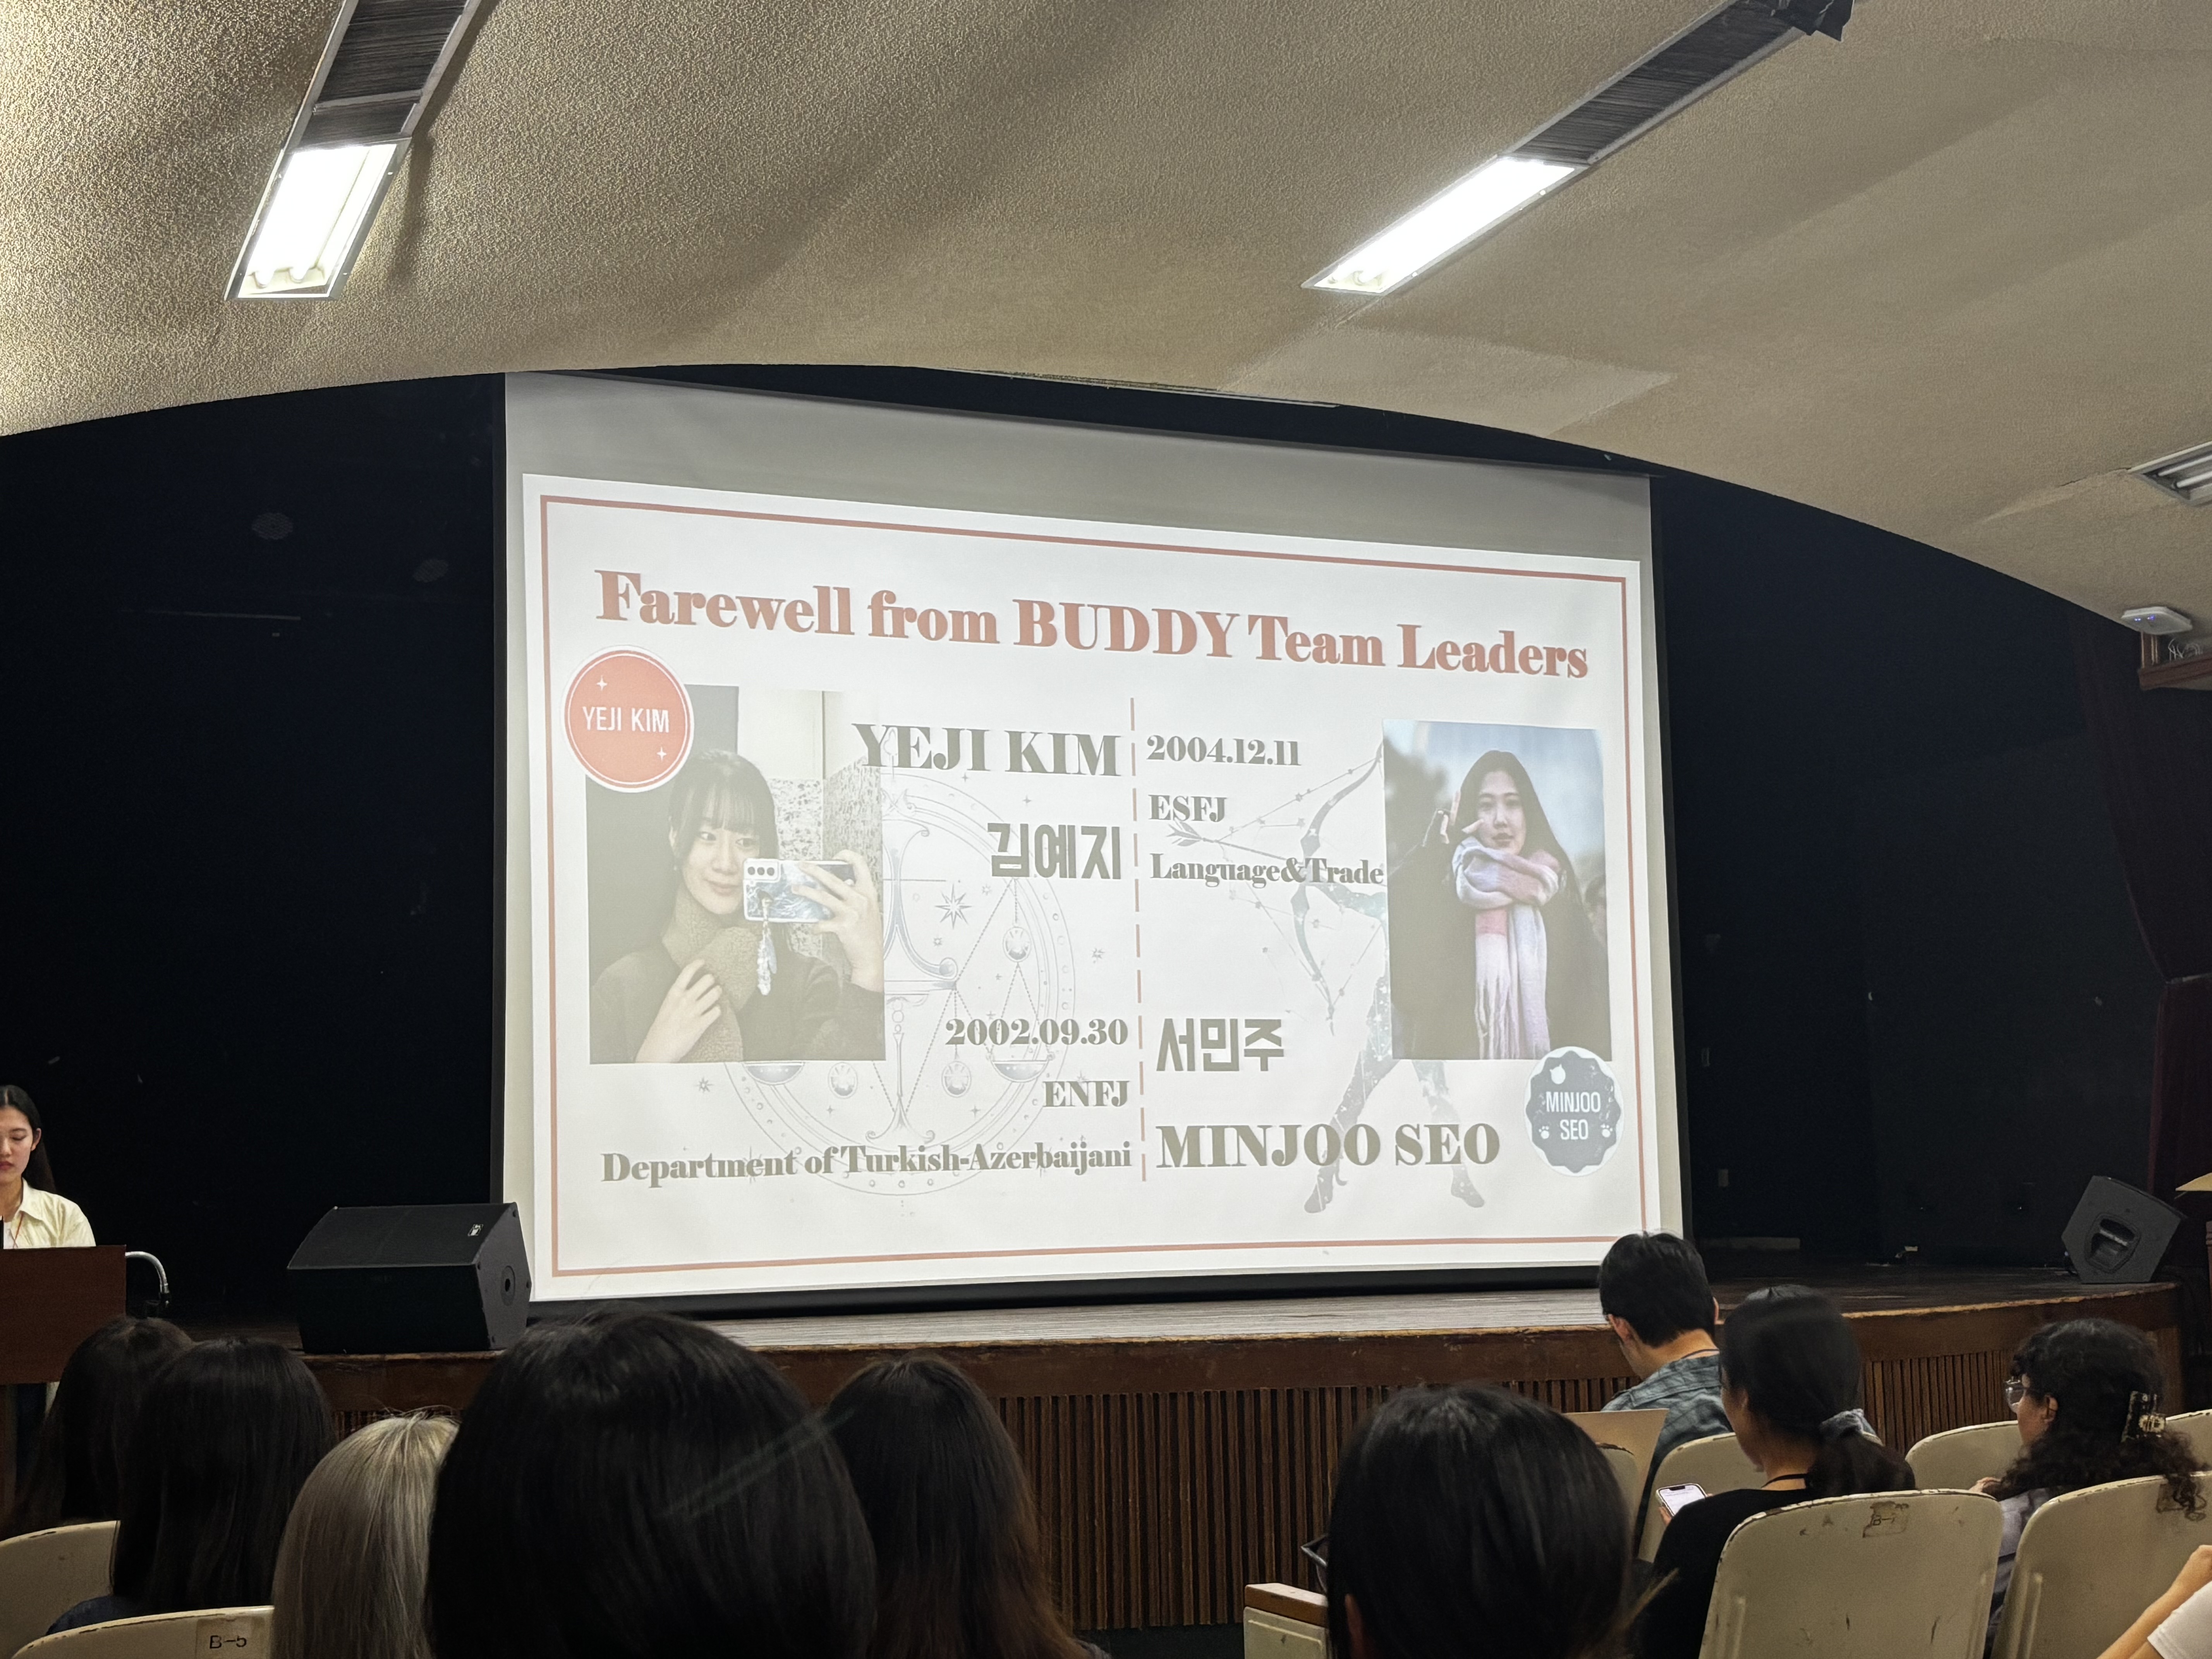 Farewell from BUDDY Team Leaders
YEJI KIM
YEJI KIM
김예지
2002.09.30
ENFJ
Department of Turkish-Azerbaijani
2004.12.11
ESFJ
Language&Trade
서민주
MINJOO SEO
MINJOO
SEO
B-5